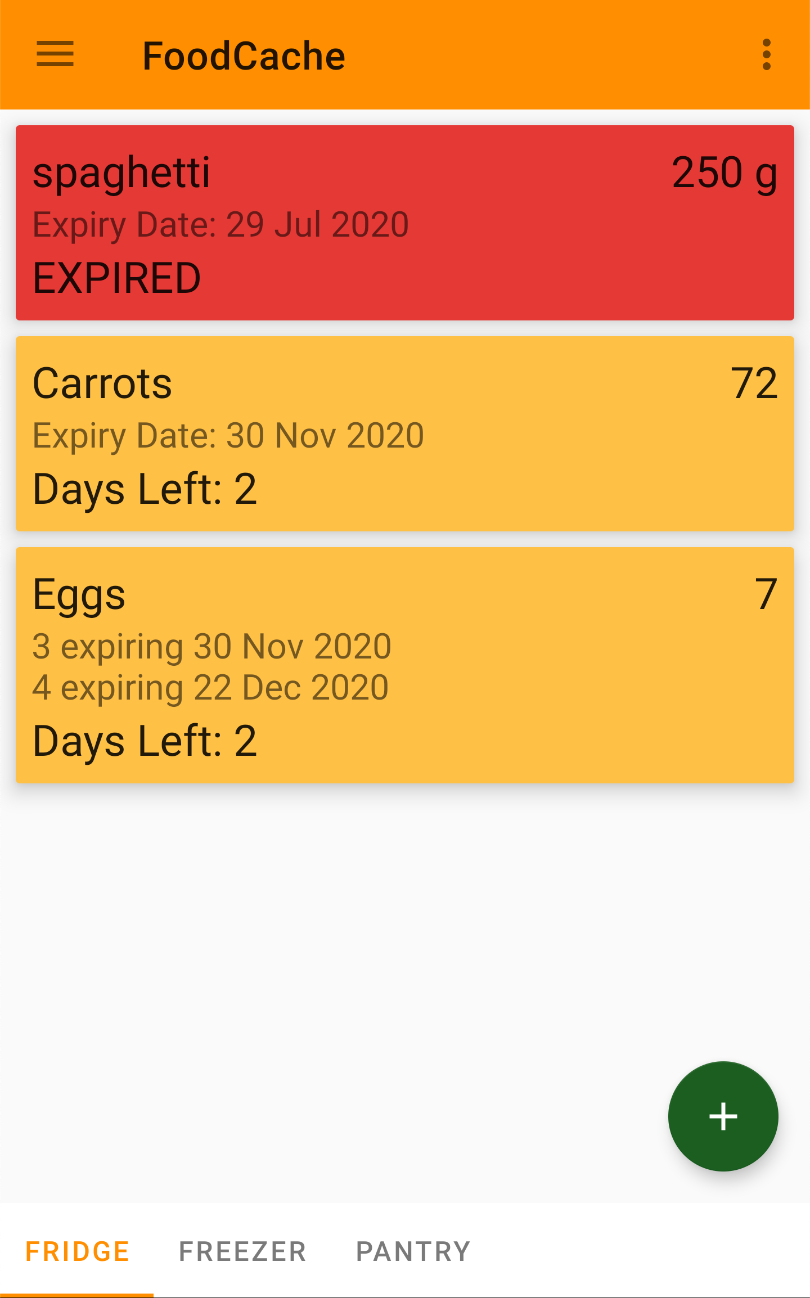 FoodCache
spaghetti 250 g
Expiry Date: 29 Jul 2020
EXPIRED
Carrots 72
Expiry Date: 30 Nov 2020
Days Left: 2
Eggs 7
3 expiring 30 Nov 2020
4 expiring 22 Dec 2020
Days Left: 2
FRIDGE FREEZER PANTRY